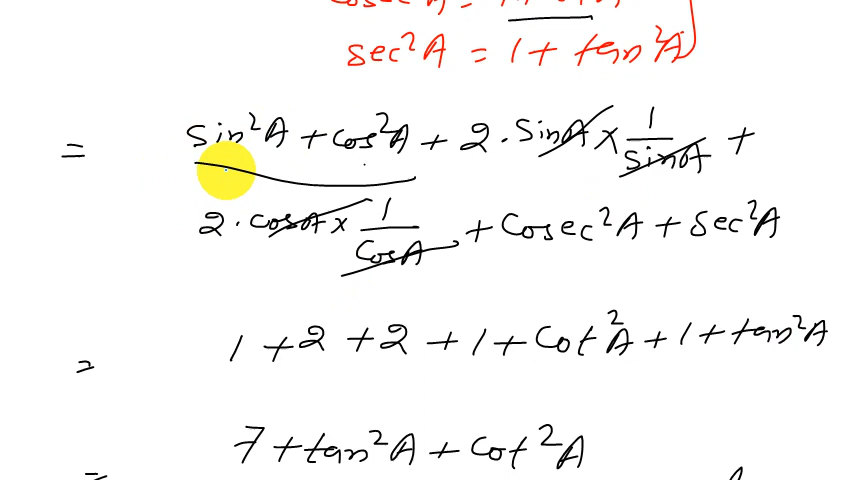 sec²A = 1 + tan²A
= sin²A + cos²A + 2 . sinA × 1/sinA +
2 . cosA × 1/cosA + cosec²A + sec²A
= 1 + 2 + 2 + 1 + cot²A + 1 + tan²A
= 7 + tan²A + cot²A